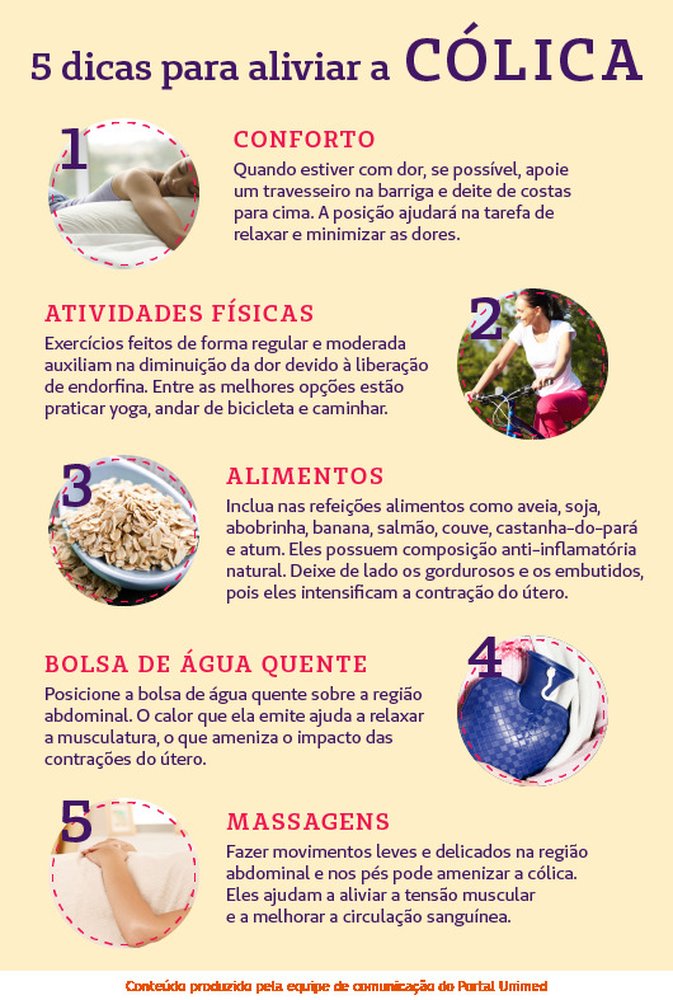 5 dicas para aliviar a CÓLICA
1
CONFORTO
Quando estiver com dor, se possível, apoie
um travesseiro na barriga e deite de costas
para cima. A posição ajudará na tarefa de
relaxar e minimizar as dores.
ATIVIDADES FÍSICAS
2
Exercícios feitos de forma regular e moderada
auxiliam na diminuição da dor devido à liberação
de endorfina. Entre as melhores opções estão
praticar yoga, andar de bicicleta e caminhar.
3
ALIMENTOS
Inclua nas refeições alimentos como aveia, soja,
abobrinha, banana, salmão, couve, castanha-do-pará
e atum. Eles possuem composição anti-inflamatória
natural. Deixe de lado os gordurosos e os embutidos,
pois eles intensificam a contração do útero.
BOLSA DE ÁGUA QUENTE
4
Posicione a bolsa de água quente sobre a região
abdominal. O calor que ela emite ajuda a relaxar
a musculatura, o que ameniza o impacto das
contrações do útero.
5
MASSAGENS
Fazer movimentos leves e delicados na região
abdominal e nos pés pode amenizar a cólica.
Eles ajudam a aliviar a tensão muscular
e a melhorar a circulação sanguínea.
Conteúdo produzido pela equipe de comunicação do Portal Unimed